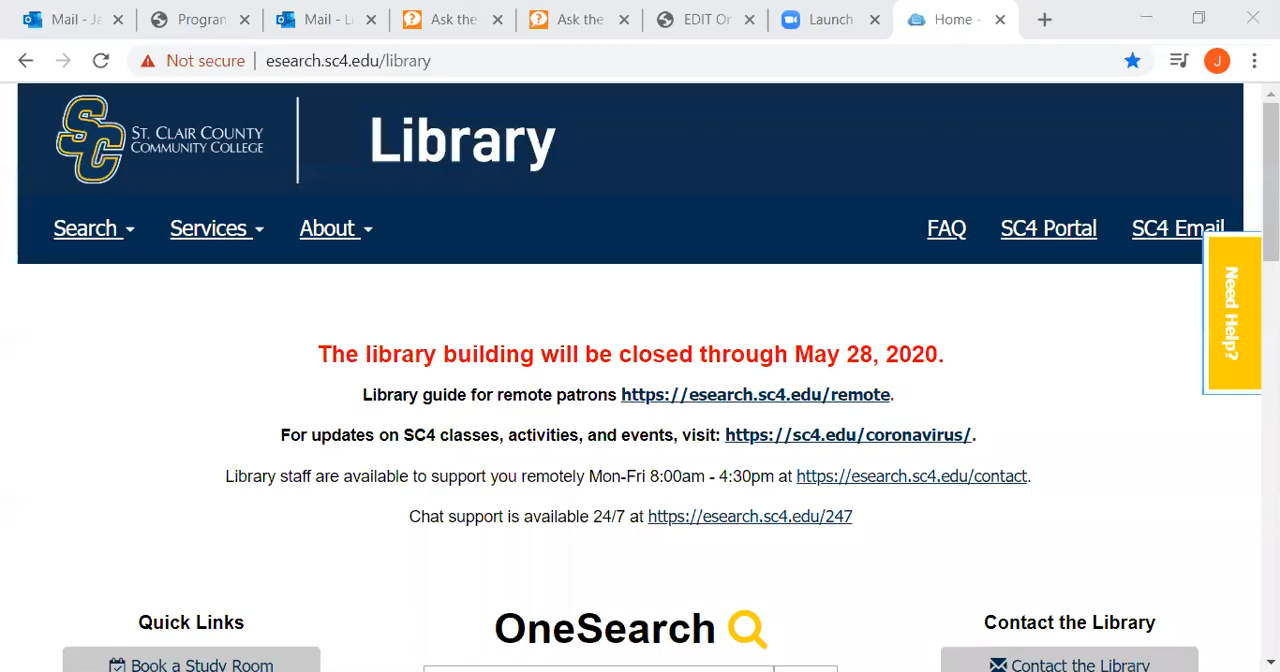 Mail - Ja
Program
Mail - Li
Ask the
Ask the
EDIT Or
Launch
Home -
Not secure | esearch.sc4.edu/library
J
SC
ST. CLAIR COUNTY
COMMUNITY COLLEGE
Library
Search
Services
About
FAQ
SC4 Portal
SC4 Email
Need Help?
The library building will be closed through May 28, 2020.
Library guide for remote patrons https://esearch.sc4.edu/remote.
For updates on SC4 classes, activities, and events, visit: https://sc4.edu/coronavirus/.
Library staff are available to support you remotely Mon-Fri 8:00am - 4:30pm at https://esearch.sc4.edu/contact.
Chat support is available 24/7 at https://esearch.sc4.edu/247
Quick Links
OneSearch
Contact the Library
Book a Study Room
Contact the Library